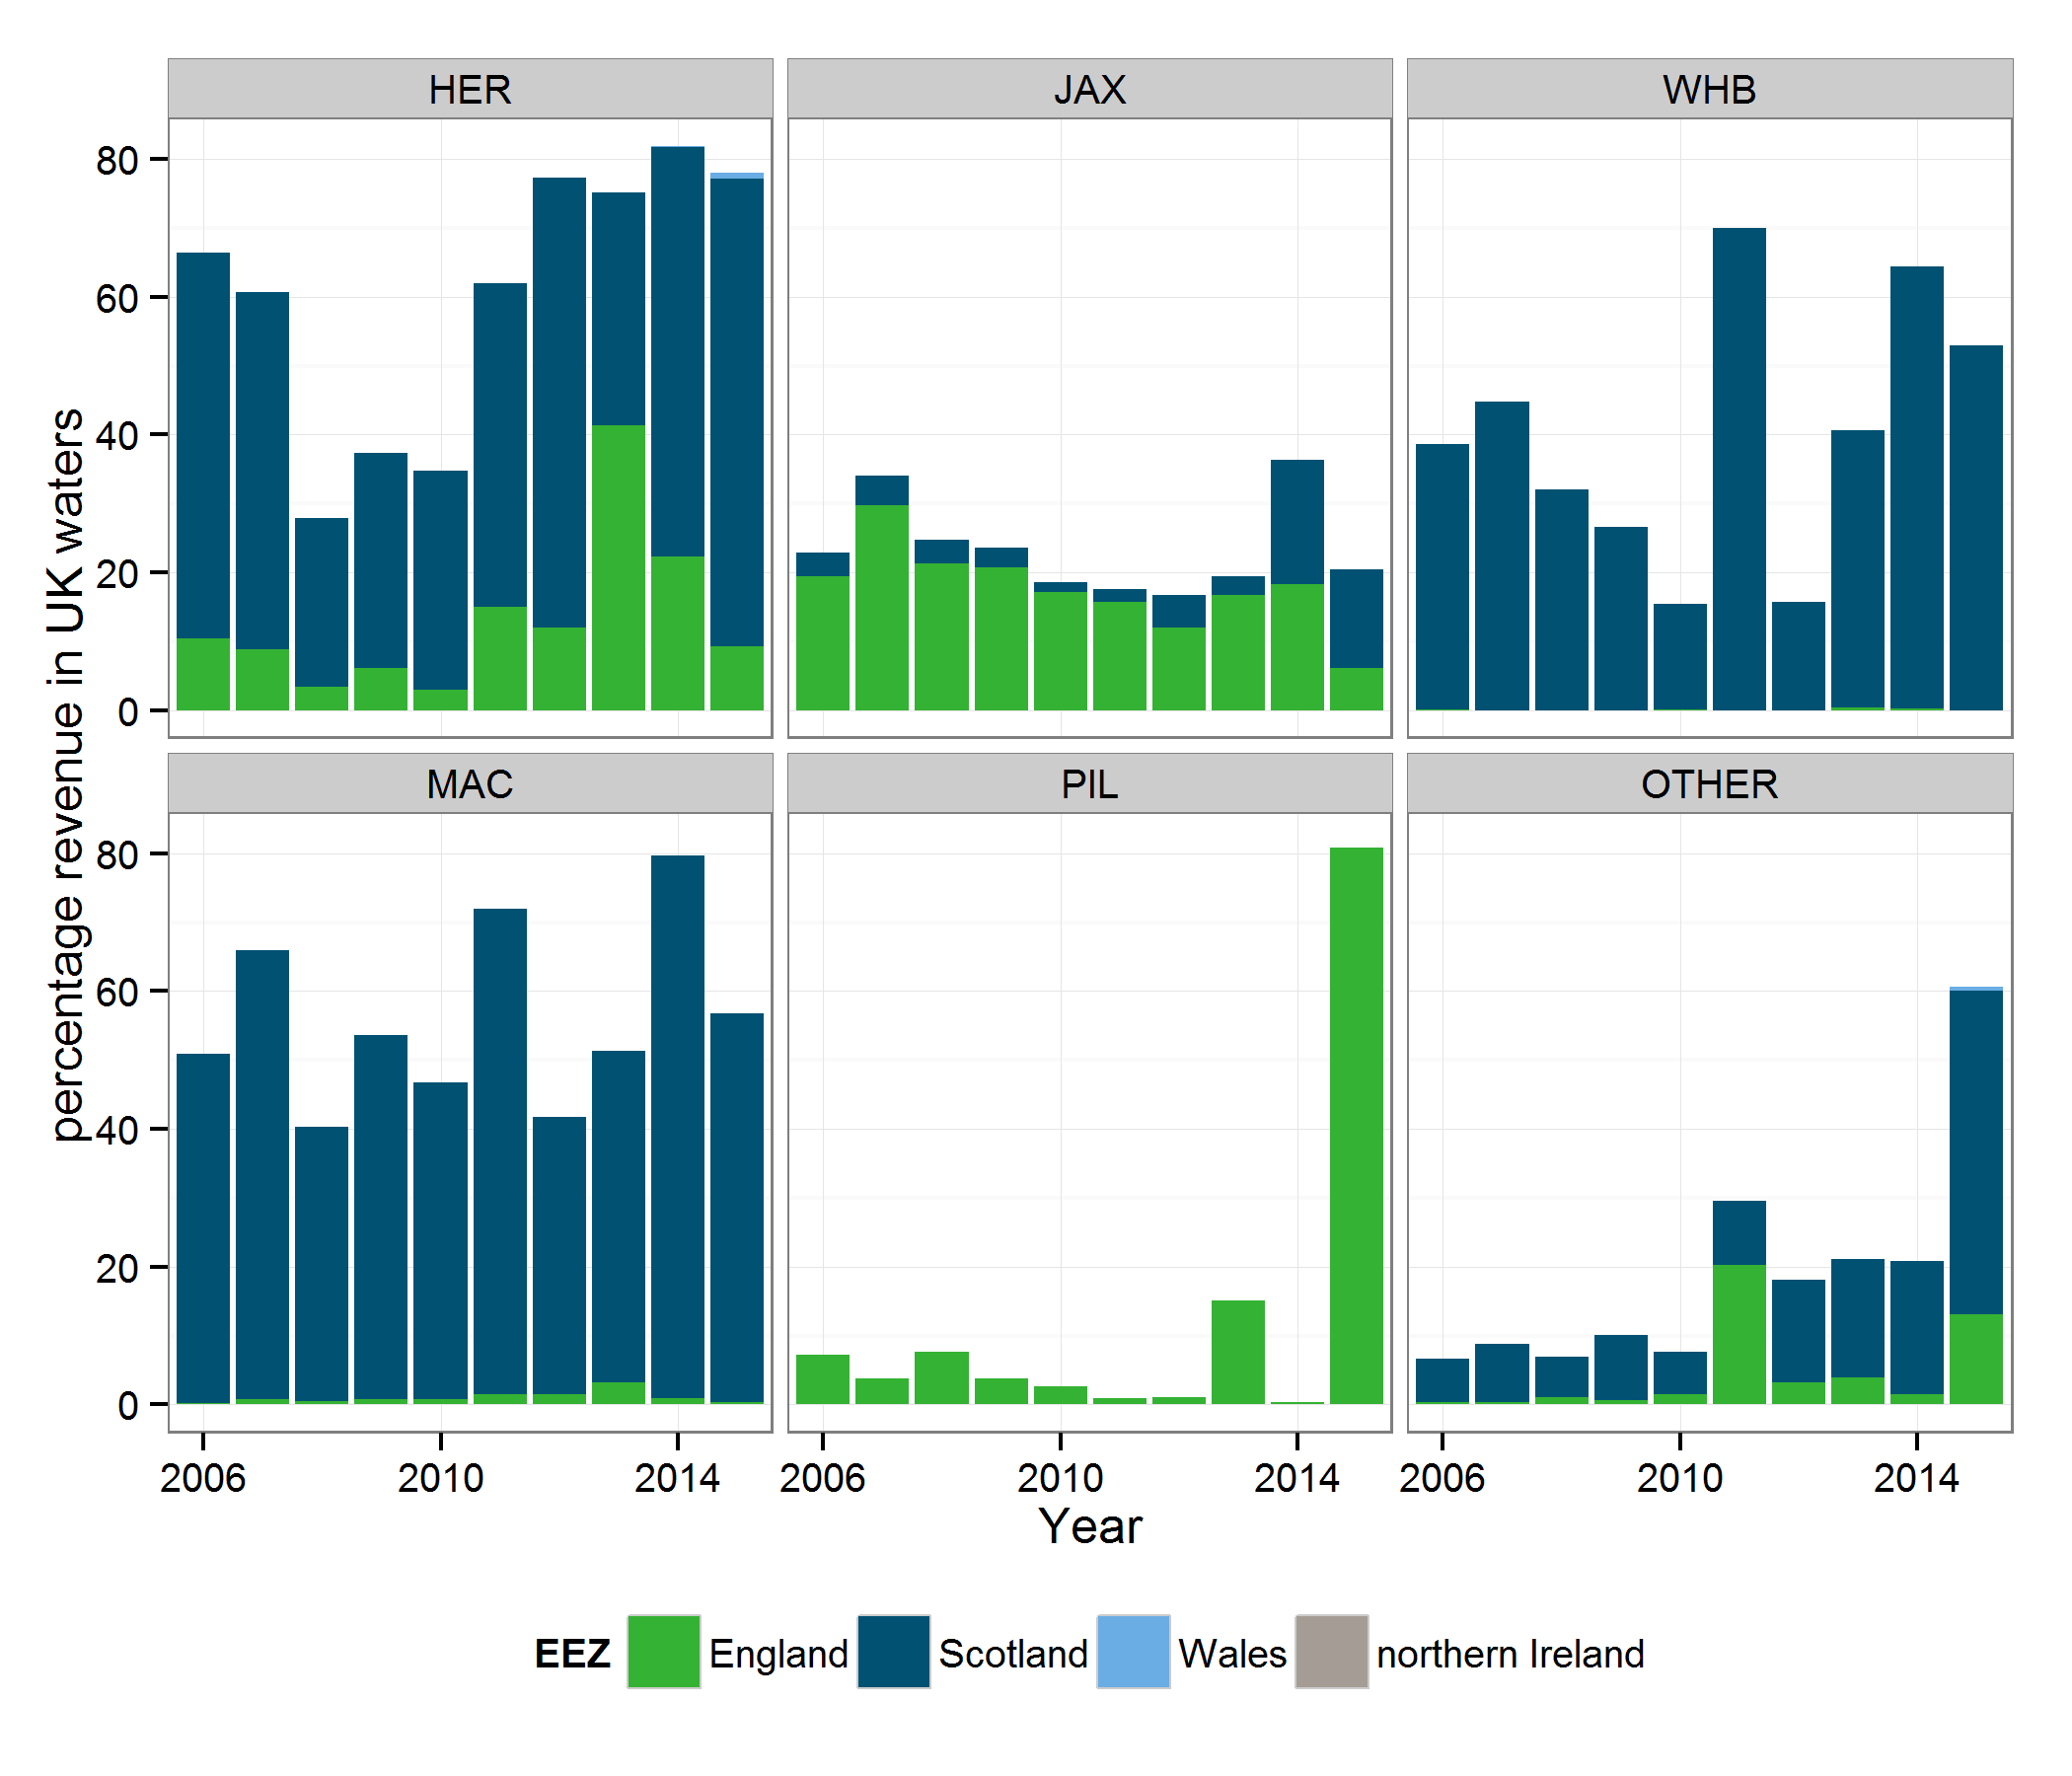 HER JAX WHB
80
60
40
20
0
percentage revenue in UK waters
MAC PIL OTHER
80
60
40
20
0
2006 2010 2014 2006 2010 2014 2006 2010 2014
Year
EEZ England Scotland Wales northern Ireland